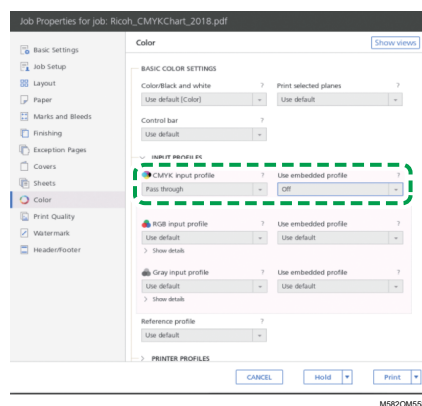 Job Properties for job: Ricoh_CMYKChart_2018.pdf
Basic Settings
Job Setup
Layout
Paper
Marks and Bleeds
Finishing
Exception Pages
Covers
Sheets
Color
Print Quality
Watermark
Header/Footer
Color
Show views
BASIC COLOR SETTINGS
Color/Black and white ? Print selected planes ?
Use default [Color] Use default
Control bar ?
Use default
INPUT PROFILES
CMYK input profile ? Use embedded profile ?
Pass through Off
RGB input profile ? Use embedded profile ?
Use default Use default
> Show details
Gray input profile ? Use embedded profile ?
Use default Use default
> Show details
Reference profile ?
Use default
> PRINTER PROFILES
CANCEL Hold Print
M582OM55